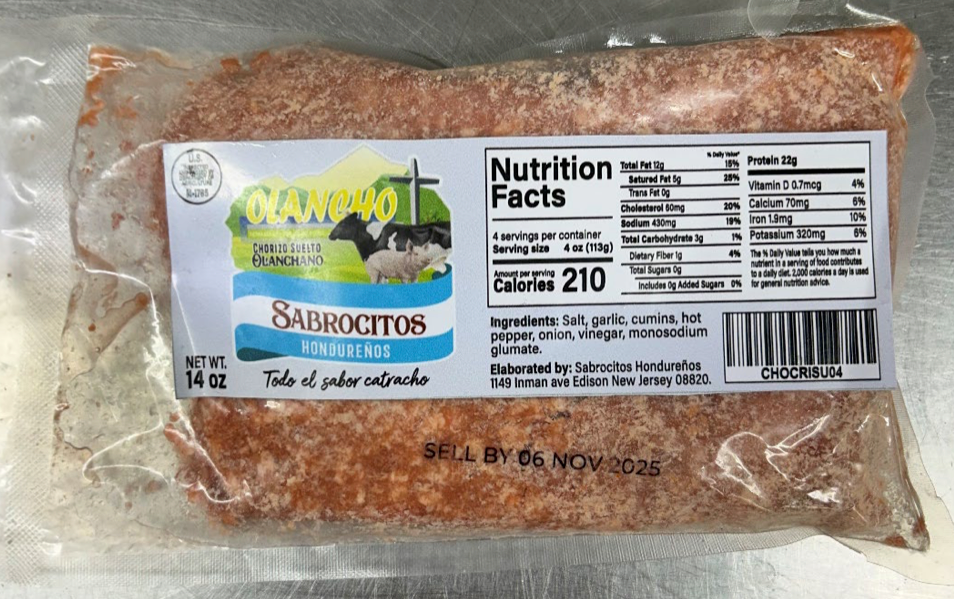 U.S.
OLANCHO
CHORIZO SUELTO
OLANCHANO
SABROCITOS
HONDUREÑOS
Todo el sabor catracho
NET WT.
14 OZ
Nutrition
Facts
4 servings per container
Serving size 4 oz (113g)
Amount per serving
Calories 210
% Daily Value*
Total Fat 12g 15%
Satured Fat 5g 25%
Trans Fat 0g
Cholesterol 60mg 20%
Sodium 430mg 19%
Total Carbohydrate 3g 1%
Dietary Fiber 1g 4%
Total Sugars 0g
Includes 0g Added Sugars 0%
Protein 22g
Vitamin D 0.7mcg 4%
Calcium 70mg 6%
Iron 1.9mg 10%
Potassium 320mg 6%
The % Daily Value tells you how much a
nutrient in a serving of food contributes
to a daily diet. 2,000 calories a day is used
for general nutrition advice.
Ingredients: Salt, garlic, cumins, hot
pepper, onion, vinegar, monosodium
glumate.
Elaborated by: Sabrocitos Hondureños
1149 Inman ave Edison New Jersey 08820.
CHOCRISU04
SELL BY 06 NOV 2025